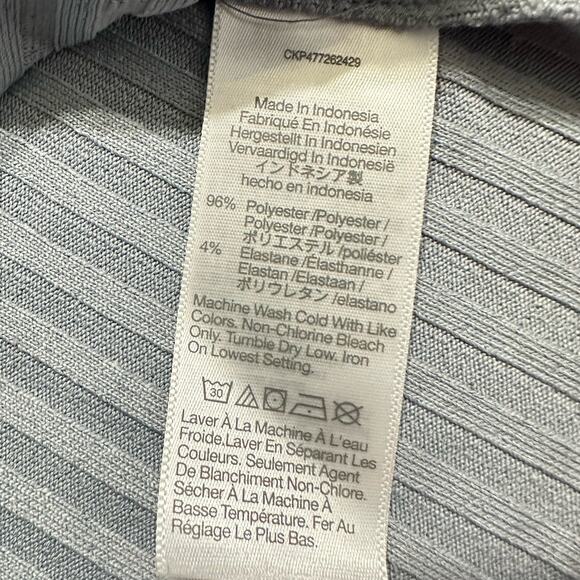 CKP477262429
Made In Indonesia
Fabriqué En Indonésie
Hergestellt In Indonesien
Vervaardigd In Indonesië
インドネシア製
hecho en indonesia
96% Polyester /Polyester /
Polyester /Polyester /
ポリエステル /poliéster
4% Elastane /Élasthanne /
Elastan /Elastaan /
ポリウレタン /elastano
Machine Wash Cold With Like
Colors. Non-Chlorine Bleach
Only. Tumble Dry Low. Iron
On Lowest Setting.
30
Laver À La Machine À L'eau
Froide.Laver En Séparant Les
Couleurs. Seulement Agent
De Blanchiment Non-Chlore.
Sécher À La Machine À
Basse Température. Fer Au
Réglage Le Plus Bas.